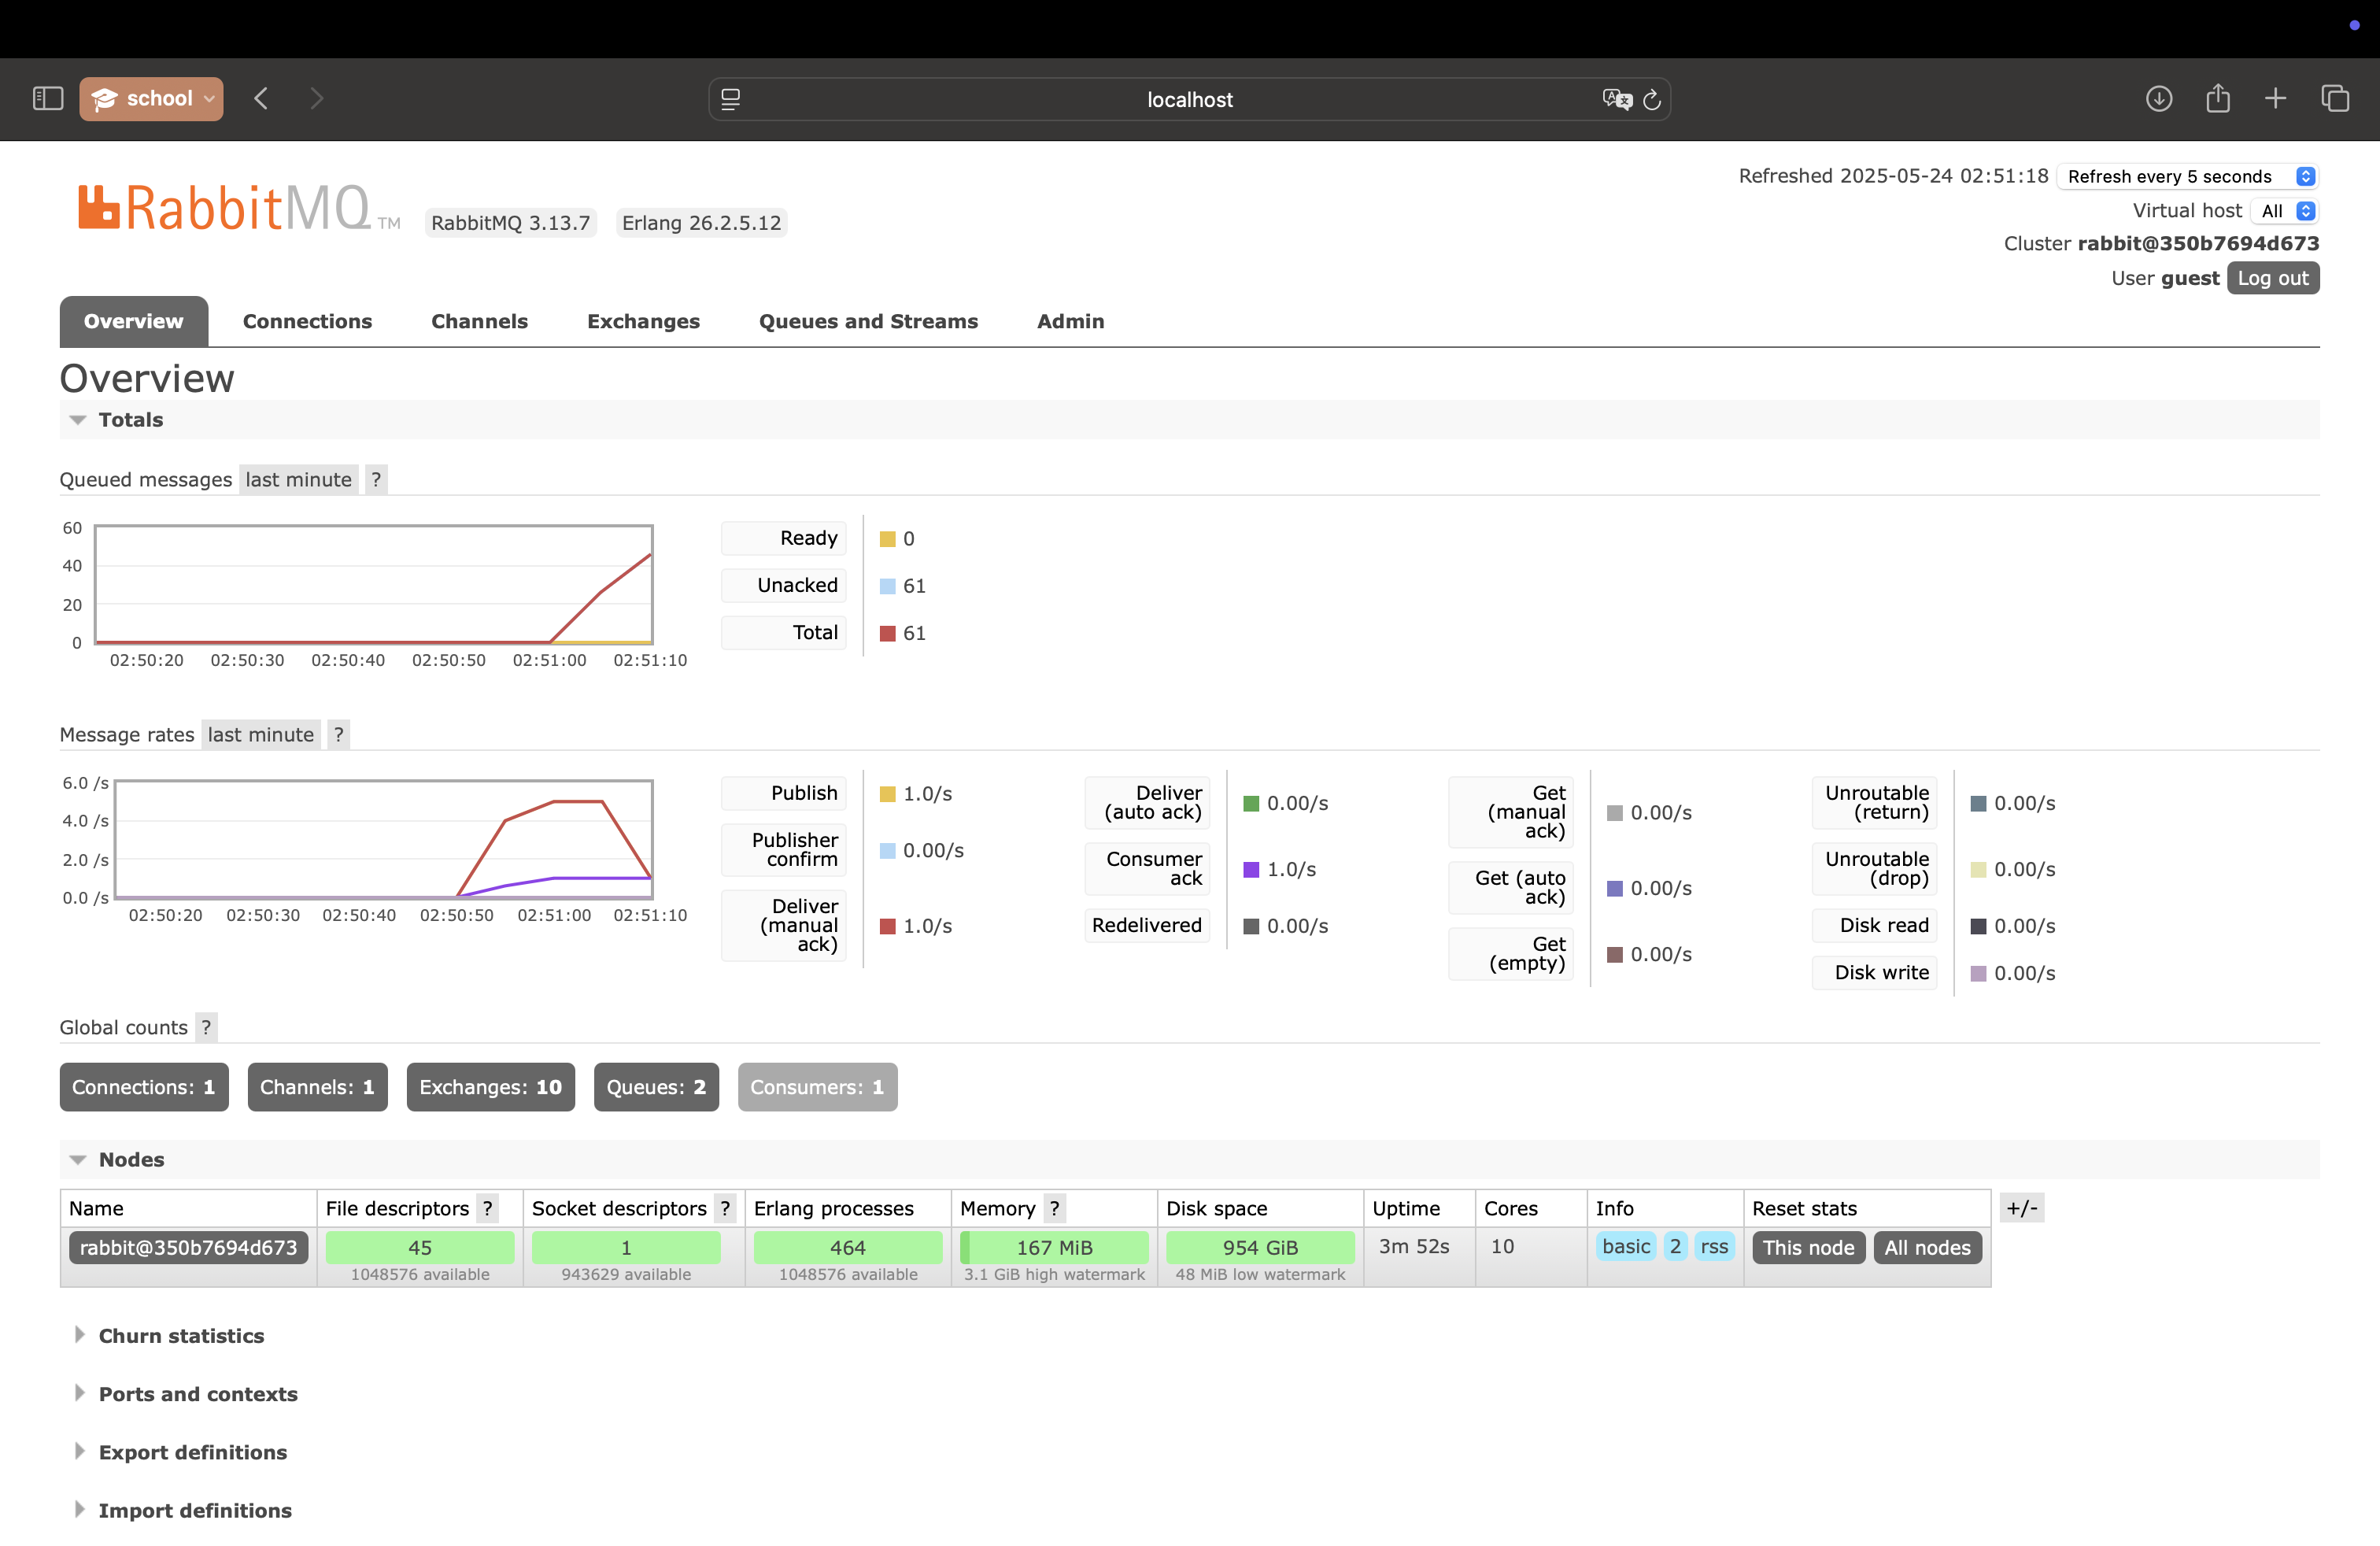 school
localhost
RabbitMQ TM
RabbitMQ 3.13.7
Erlang 26.2.5.12
Refreshed 2025-05-24 02:51:18 Refresh every 5 seconds
Virtual host All
Cluster rabbit@350b7694d673
User guest Log out
Overview Connections Channels Exchanges Queues and Streams Admin
Overview
Totals
Queued messages last minute ?
60
40
20
0
02:50:20 02:50:30 02:50:40 02:50:50 02:51:00 02:51:10
Ready 0
Unacked 61
Total 61
Message rates last minute ?
6.0 /s
4.0 /s
2.0 /s
0.0 /s
02:50:20 02:50:30 02:50:40 02:50:50 02:51:00 02:51:10
Publish 1.0/s
Publisher
confirm 0.00/s
Deliver
(manual
ack) 1.0/s
Deliver
(auto ack) 0.00/s
Consumer
ack 1.0/s
Redelivered 0.00/s
Get
(manual
ack) 0.00/s
Get (auto
ack) 0.00/s
Get
(empty) 0.00/s
Unroutable
(return) 0.00/s
Unroutable
(drop) 0.00/s
Disk read 0.00/s
Disk write 0.00/s
Global counts ?
Connections: 1 Channels: 1 Exchanges: 10 Queues: 2 Consumers: 1
Nodes
Name File descriptors ? Socket descriptors ? Erlang processes Memory ? Disk space Uptime Cores Info Reset stats +/-
rabbit@350b7694d673 45 1 464 167 MiB 954 GiB 3m 52s 10 basic 2 rss This node All nodes
1048576 available 943629 available 1048576 available 3.1 GiB high watermark 48 MiB low watermark
Churn statistics
Ports and contexts
Export definitions
Import definitions